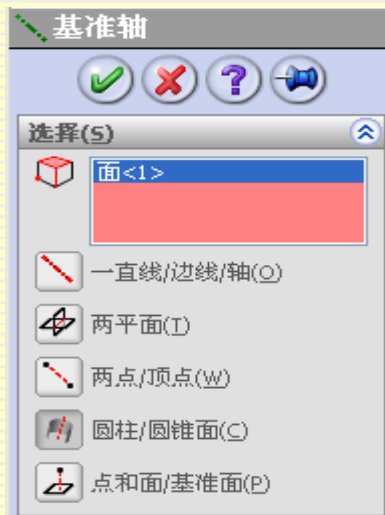 基准轴
选择(S)
面<1>
一直线/边线/轴(O)
两平面(T)
两点/顶点(W)
圆柱/圆锥面(C)
点和面/基准面(P)